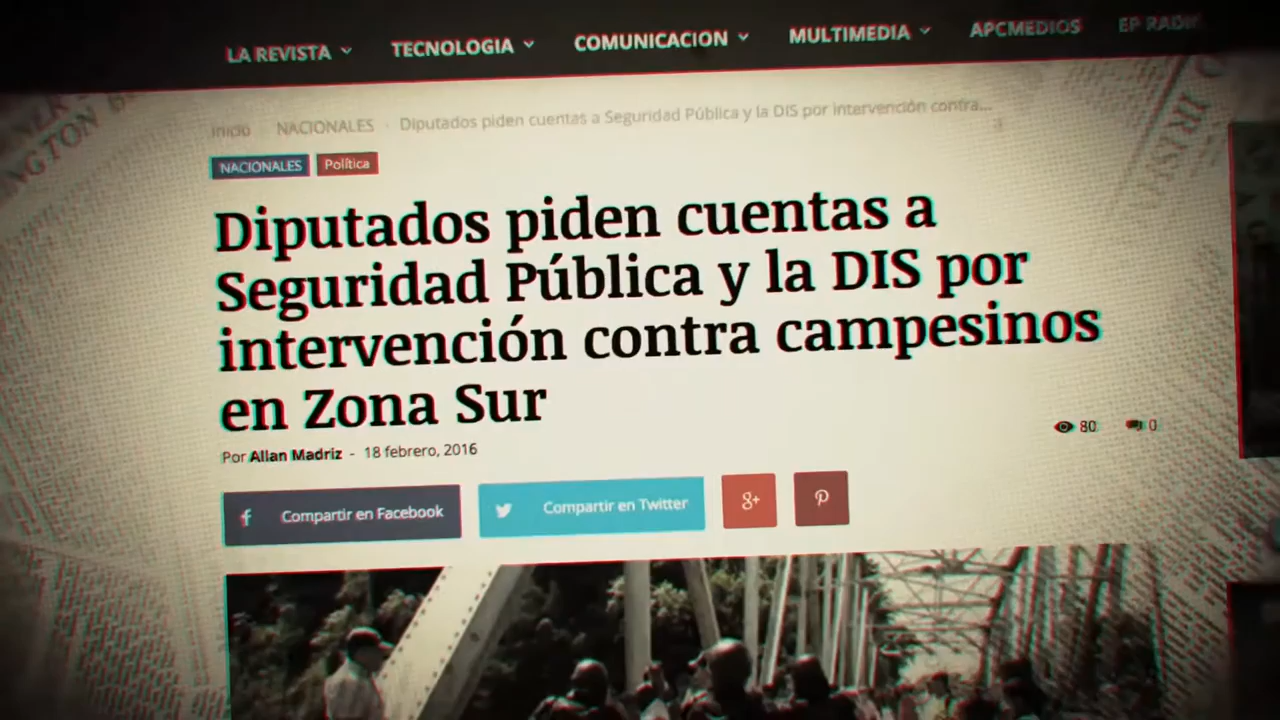 LA REVISTA
TECNOLOGIA
COMUNICACION
MULTIMEDIA
APCMEDIOS
EP RADIO
Inicio
NACIONALES
Diputados piden cuentas a Seguridad Pública y la DIS por intervención contra...
NACIONALES
Política
Diputados piden cuentas a
Seguridad Pública y la DIS por
intervención contra campesinos
en Zona Sur
Por Allan Madriz - 18 febrero, 2016
80
0
Compartir en Facebook
Compartir en Twitter